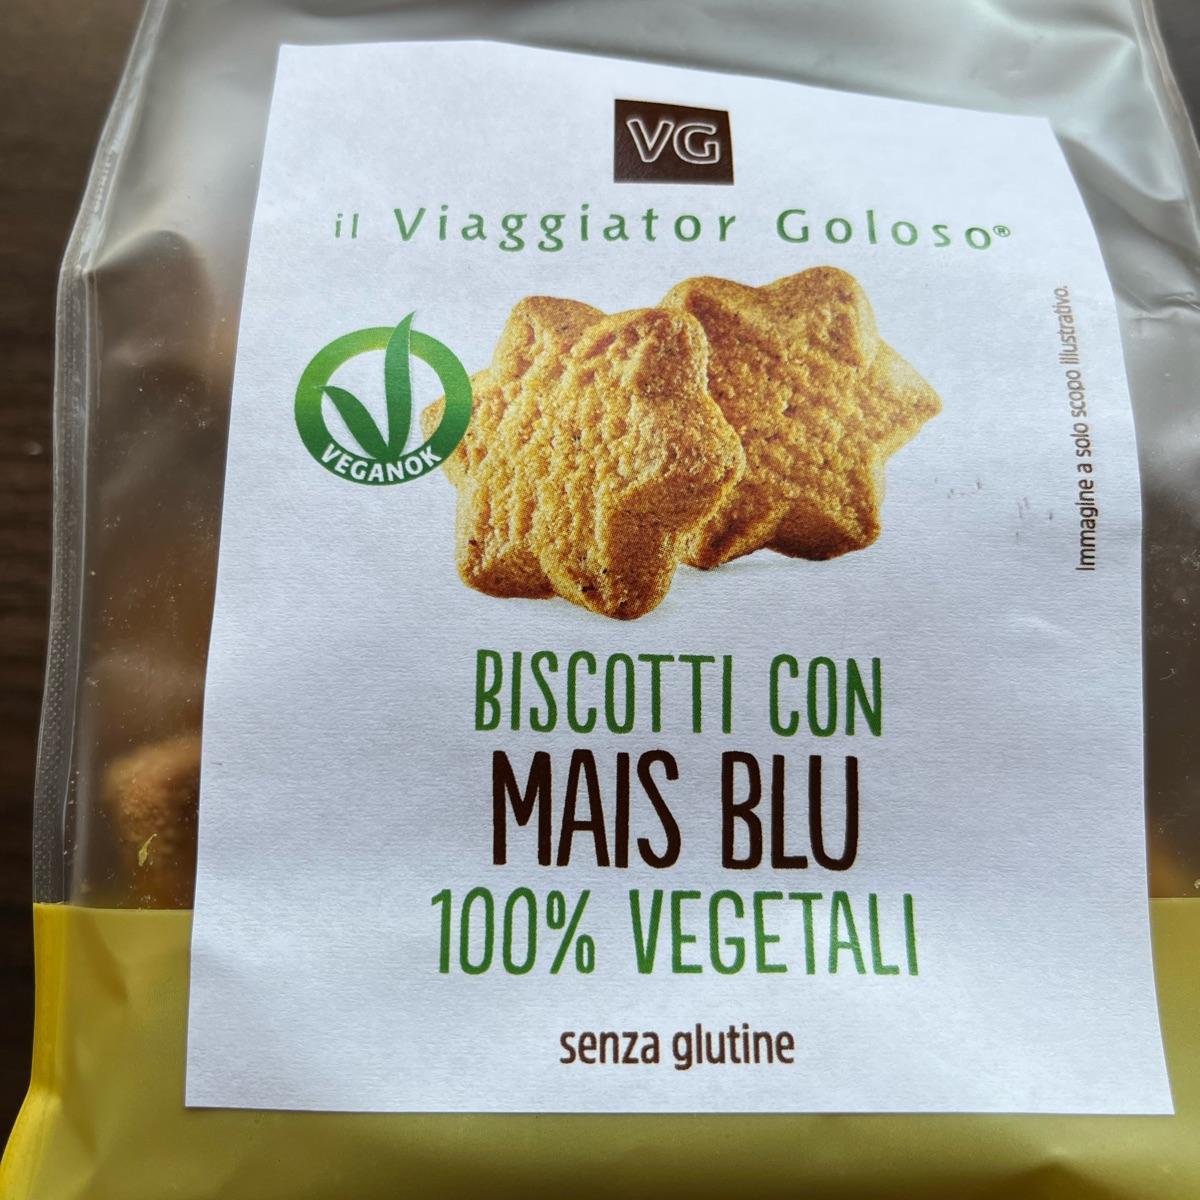 VG
il Viaggiator Goloso®
VEGANOK
Immagine a solo scopo illustrativo.
BISCOTTI CON
MAIS BLU
100% VEGETALI
senza glutine